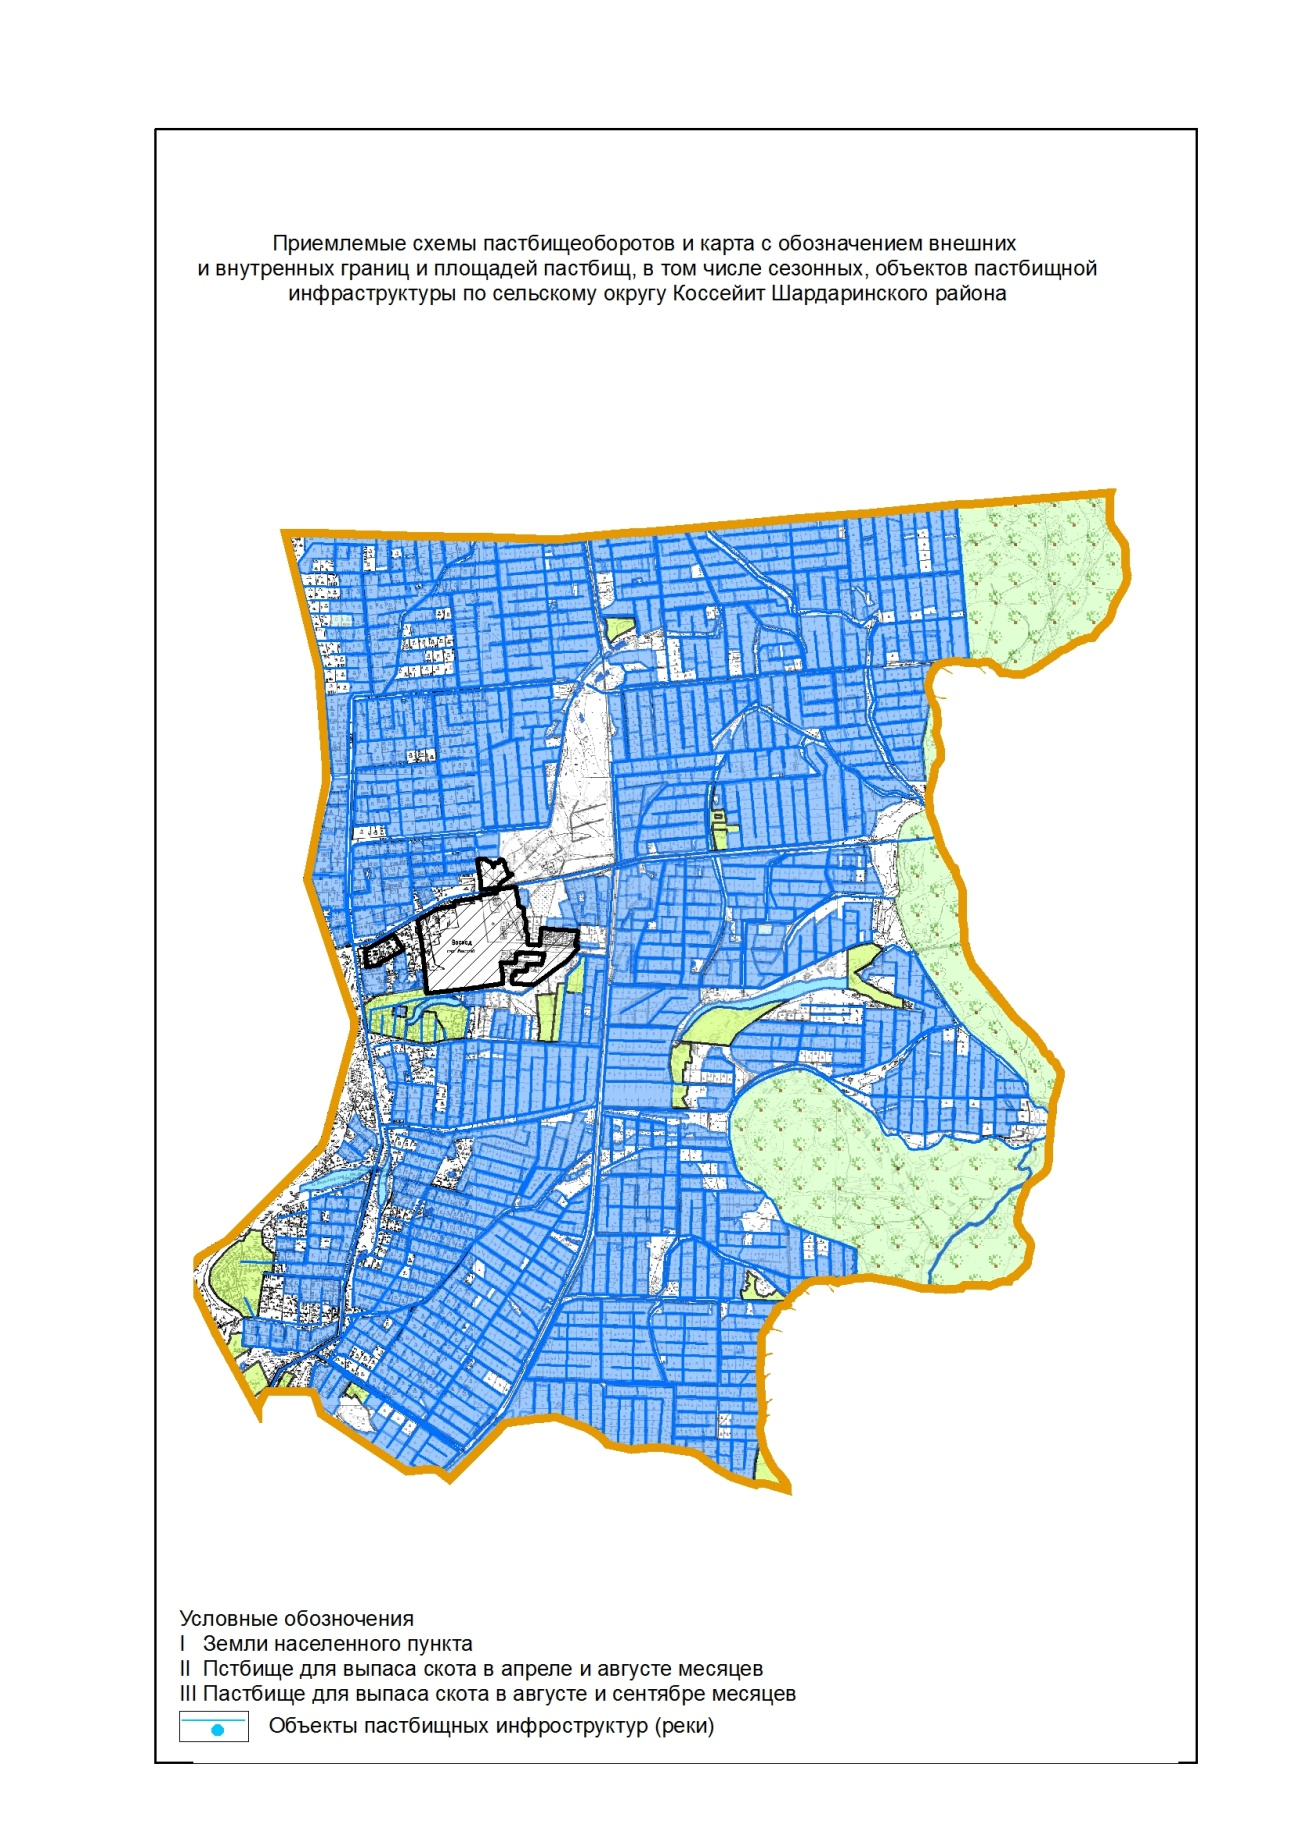 Приемлемые схемы пастбищеоборотов и карта с обозначением внешних
и внутренных границ и площадей пастбищ, в том числе сезонных, объектов пастбищной
инфраструктуры по сельскому округу Коссейит Шардаринского района
Условные обозначения
I Земли населенного пункта
II Пстбище для выпаса скота в апреле и августе месяцев
III Пастбище для выпаса скота в августе и сентябре месяцев
Объекты пастбищных инфроструктур (реки)